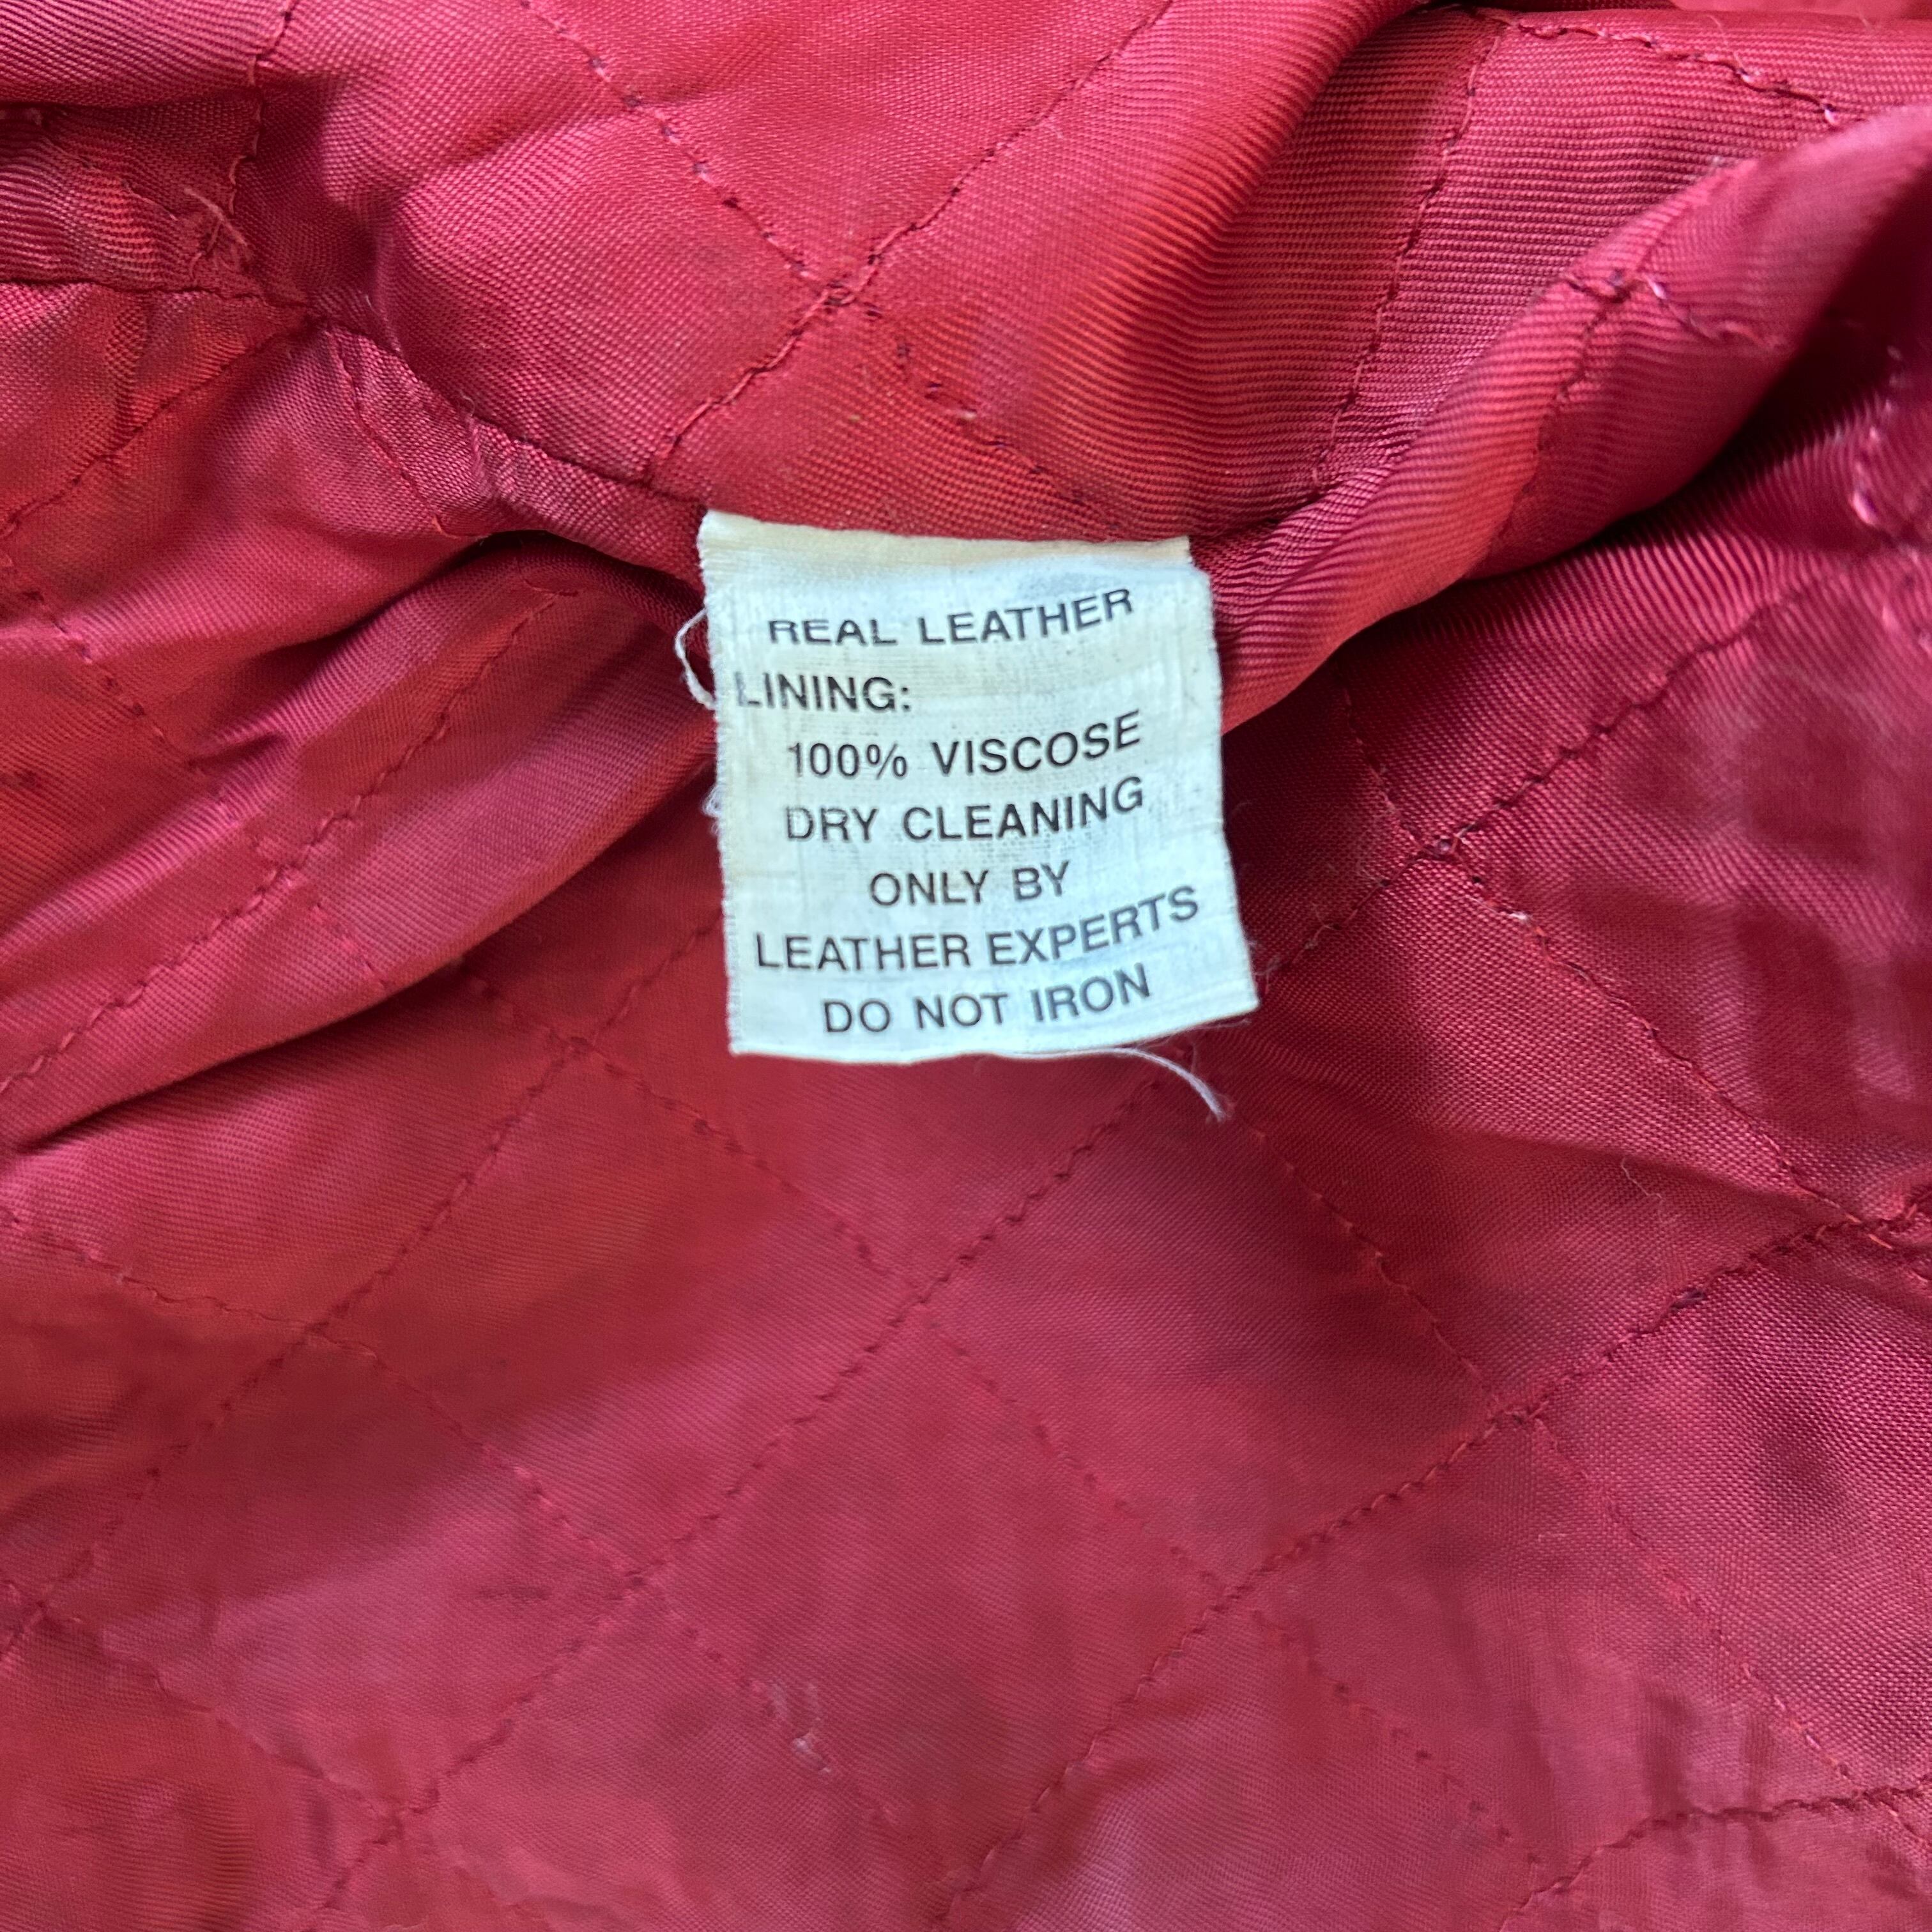 REAL LEATHER
LINING:
100% VISCOSE
DRY CLEANING
ONLY BY
LEATHER EXPERTS
DO NOT IRON